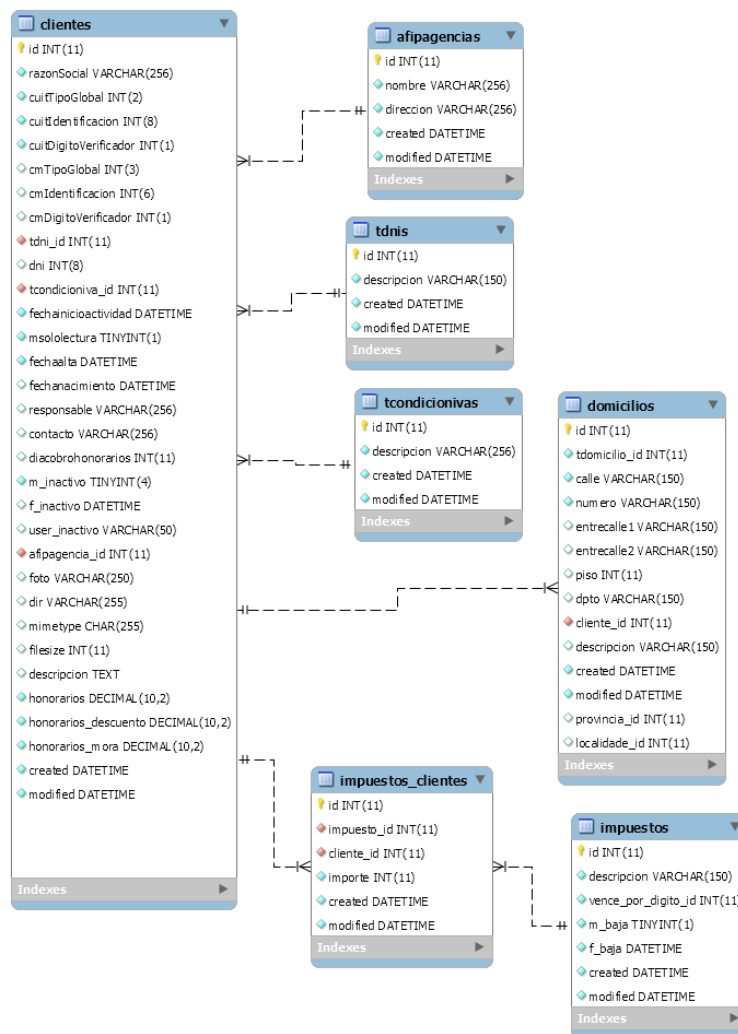 clientes
id INT(11)
razonSocial VARCHAR(256)
cuitTipoGlobal INT(2)
cuitIdentificacion INT(8)
cuitDigitoVerificador INT(1)
cmTipoGlobal INT(3)
cmIdentificacion INT(6)
cmDigitoVerificador INT(1)
tdni_id INT(11)
dni INT(8)
tcondicioniva_id INT(11)
fechainicioactividad DATETIME
msololectura TINYINT(1)
fechaalta DATETIME
fechanacimiento DATETIME
responsable VARCHAR(256)
contacto VARCHAR(256)
diacobrohonorarios INT(11)
m_inactivo TINYINT(4)
f_inactivo DATETIME
user_inactivo VARCHAR(50)
afipagencia_id INT(11)
foto VARCHAR(250)
dir VARCHAR(255)
mimetype CHAR(255)
filesize INT(11)
descripcion TEXT
honorarios DECIMAL(10,2)
honorarios_descuento DECIMAL(10,2)
honorarios_mora DECIMAL(10,2)
created DATETIME
modified DATETIME
Indexes
afipagencias
id INT(11)
nombre VARCHAR(256)
direccion VARCHAR(256)
created DATETIME
modified DATETIME
Indexes
tdnis
id INT(11)
descripcion VARCHAR(150)
created DATETIME
modified DATETIME
Indexes
tcondicionivas
id INT(11)
descripcion VARCHAR(256)
created DATETIME
modified DATETIME
Indexes
domicilios
id INT(11)
tdomicilio_id INT(11)
calle VARCHAR(150)
numero VARCHAR(150)
entrecalle1 VARCHAR(150)
entrecalle2 VARCHAR(150)
piso INT(11)
dpto VARCHAR(150)
cliente_id INT(11)
descripcion VARCHAR(150)
created DATETIME
modified DATETIME
provincia_id INT(11)
localidade_id INT(11)
Indexes
impuestos_clientes
id INT(11)
impuesto_id INT(11)
cliente_id INT(11)
importe INT(11)
created DATETIME
modified DATETIME
Indexes
impuestos
id INT(11)
descripcion VARCHAR(150)
vence_por_digito_id INT(11)
m_baja TINYINT(1)
f_baja DATETIME
created DATETIME
modified DATETIME
Indexes